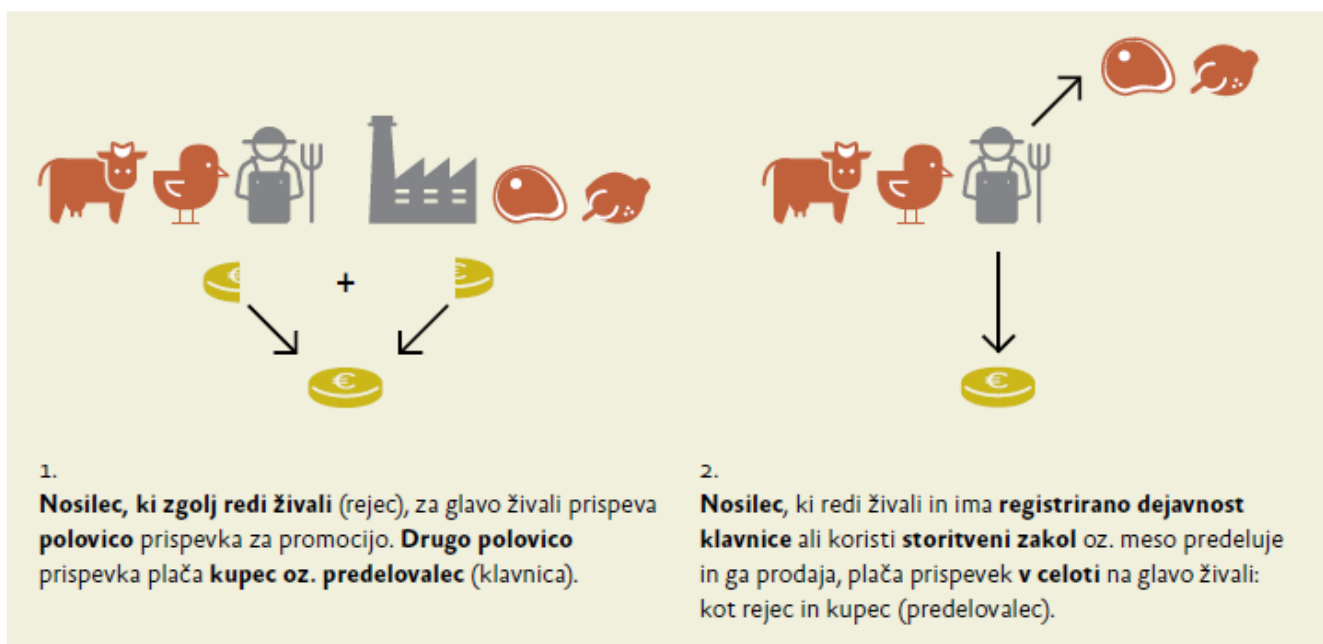 €
+
€
€
€
1.
Nosilec, ki zgolj redi živali (rejec), za glavo živali prispeva
polovico prispevka za promocijo. Drugo polovico
prispevka plača kupec oz. predelovalec (klavnica).
2.
Nosilec, ki redi živali in ima registrirano dejavnost
klavnice ali koristi storitveni zakol oz. meso predeluje
in ga prodaja, plača prispevek v celoti na glavo živali:
kot rejec in kupec (predelovalec).